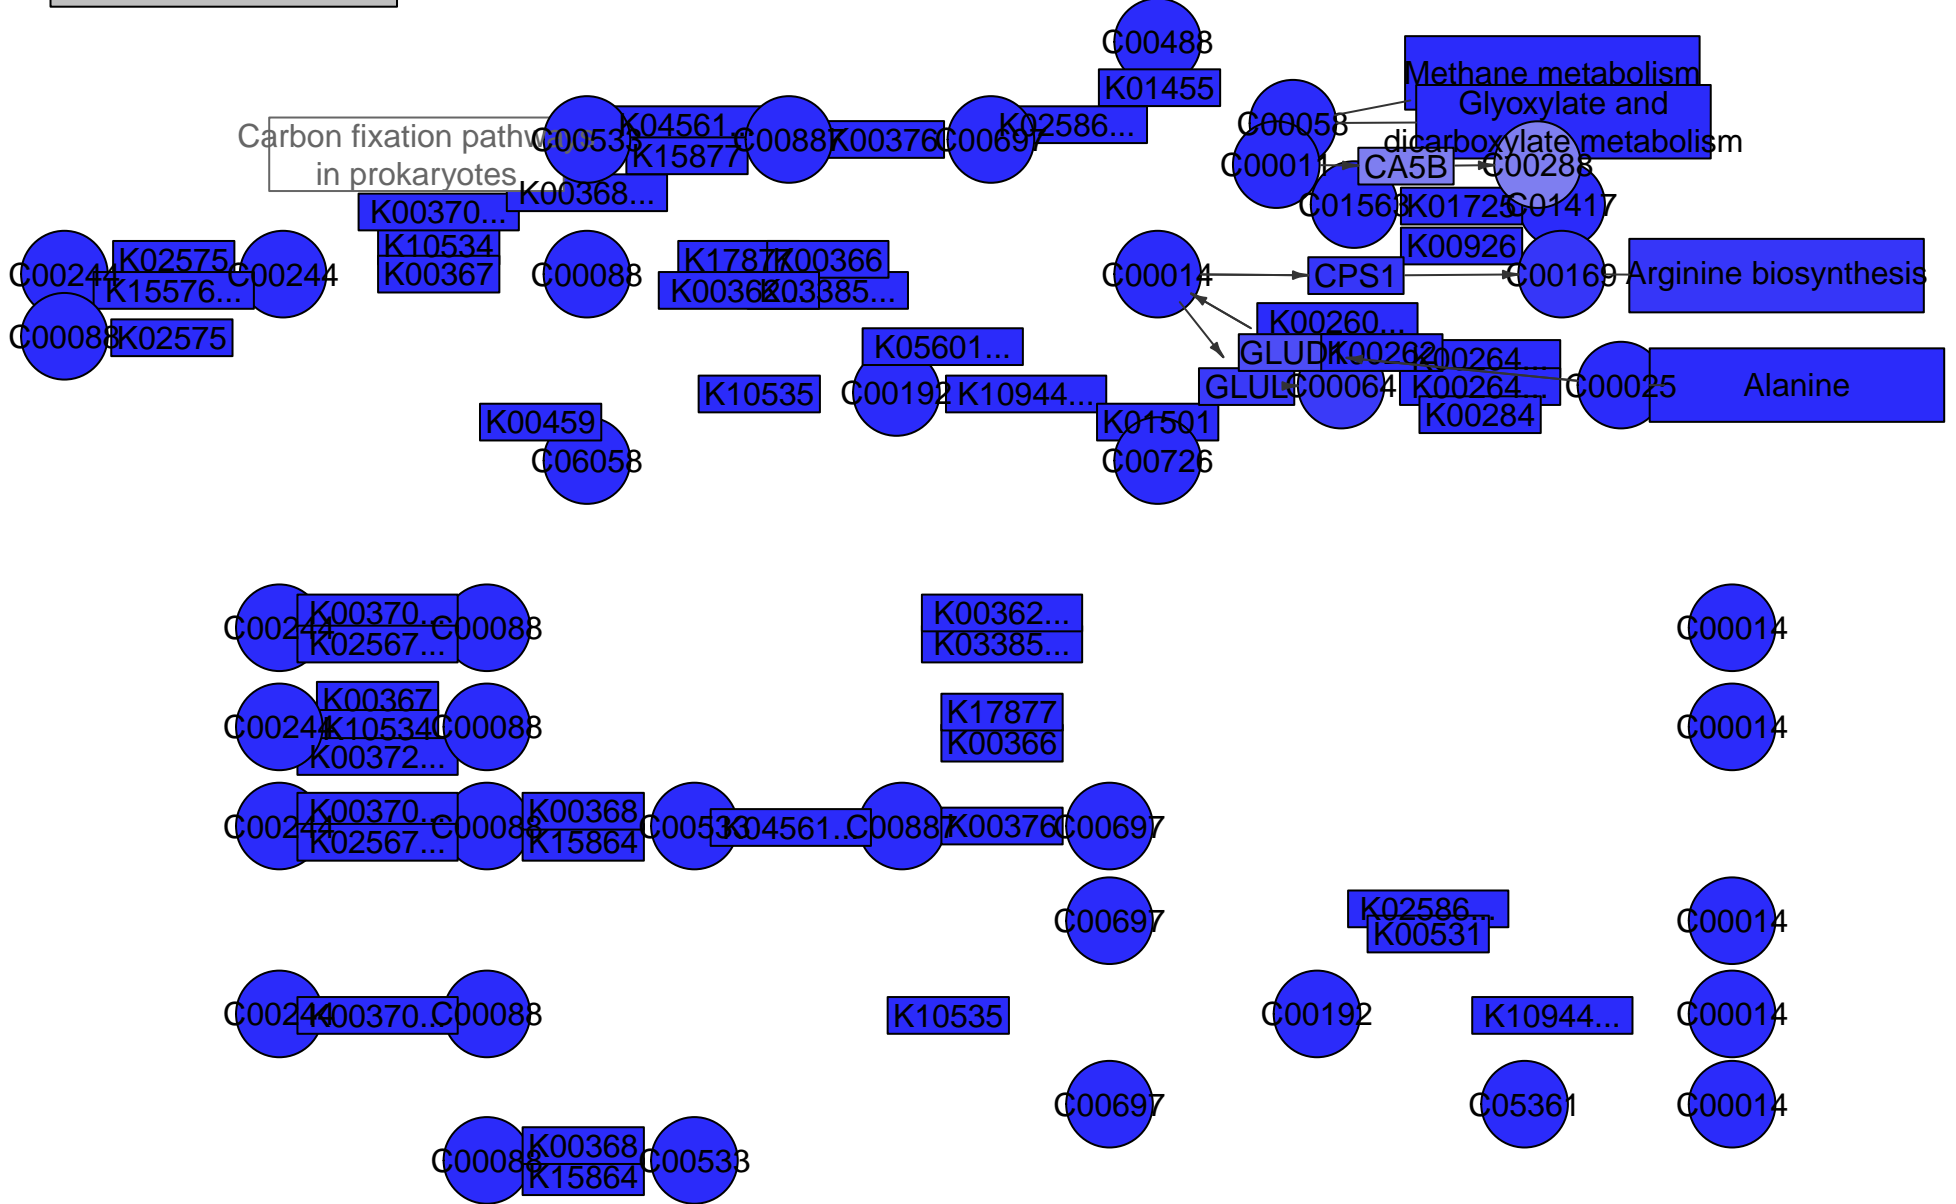 C00488
Methane metabolism
K01455
Glyoxylate and
dicarboxylate metabolism
Carbon fixation pathways
in prokaryotes
C00533
K04561...
K15877
C00887
K00376
C00697
K02586...
C00058
C00011
CA5B
C00288
K00368...
K00370...
C01563
K01725
C01417
K10534
K00367
K00926
C00244
K02575
K15576...
C00244
C00088
K17877
K00366
K00362...
K03385...
C00014
CPS1
C00169
Arginine biosynthesis
C00088
K02575
K05601...
K00260...
GLUD1
K00262
K00264...
K10535
C00192
K10944...
GLUL
C00064
K00264...
C00025
Alanine
K00459
K01501
K00284
C06058
C00726
C00244
K00370...
K02567...
C00088
K00362...
K03385...
C00014
C00244
K00367
K10534
K00372...
C00088
K17877
K00366
C00014
C00244
K00370...
K02567...
C00088
K00368
K15864
C00533
K04561...
C00887
K00376
C00697
C00697
K02586...
K00531
C00014
C00244
K00370...
C00088
K10535
C00192
K10944...
C00014
C00697
C05361
C00014
C00088
K00368
K15864
C00533